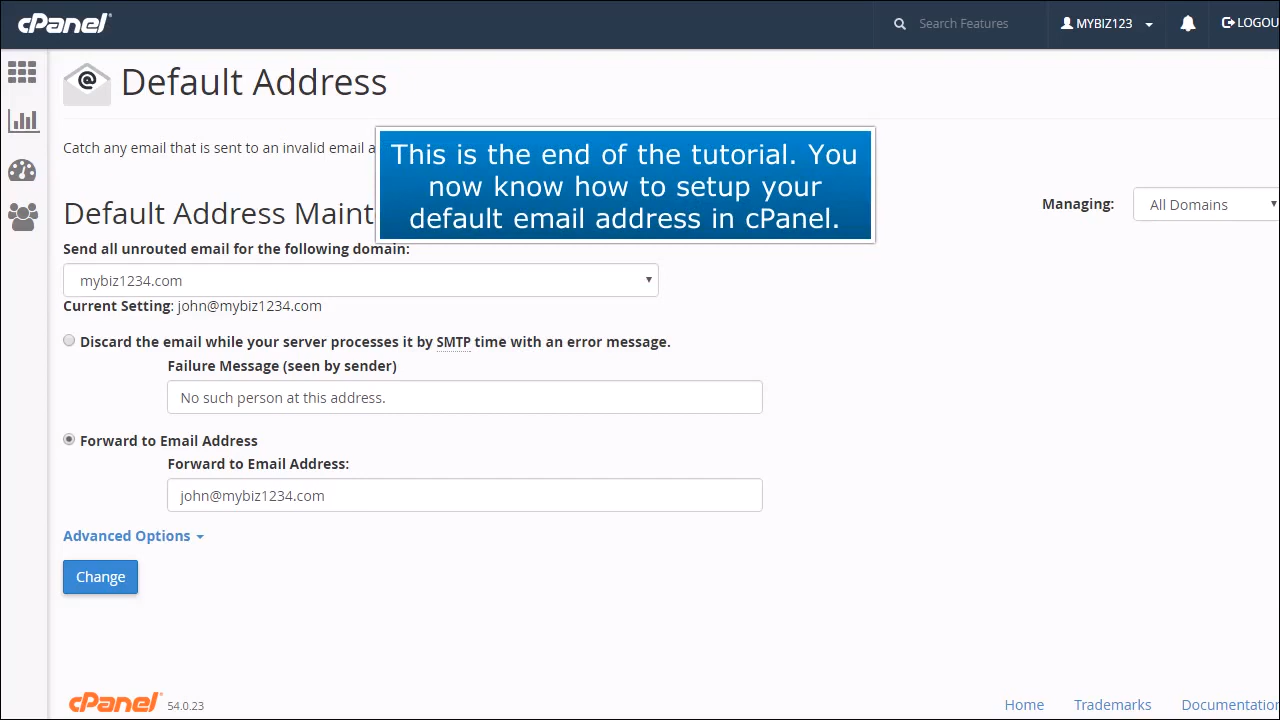 cPanel
Search Features
MYBIZ123
LOGOU
Default Address
Catch any email that is sent to an invalid email a
This is the end of the tutorial. You
now know how to setup your
default email address in cPanel.
Managing:
All Domains
Default Address Maint
Send all unrouted email for the following domain:
mybiz1234.com
Current Setting: john@mybiz1234.com
Discard the email while your server processes it by SMTP time with an error message.
Failure Message (seen by sender)
No such person at this address.
Forward to Email Address
Forward to Email Address:
john@mybiz1234.com
Advanced Options
Change
cPanel 54.0.23
Home
Trademarks
Documentation